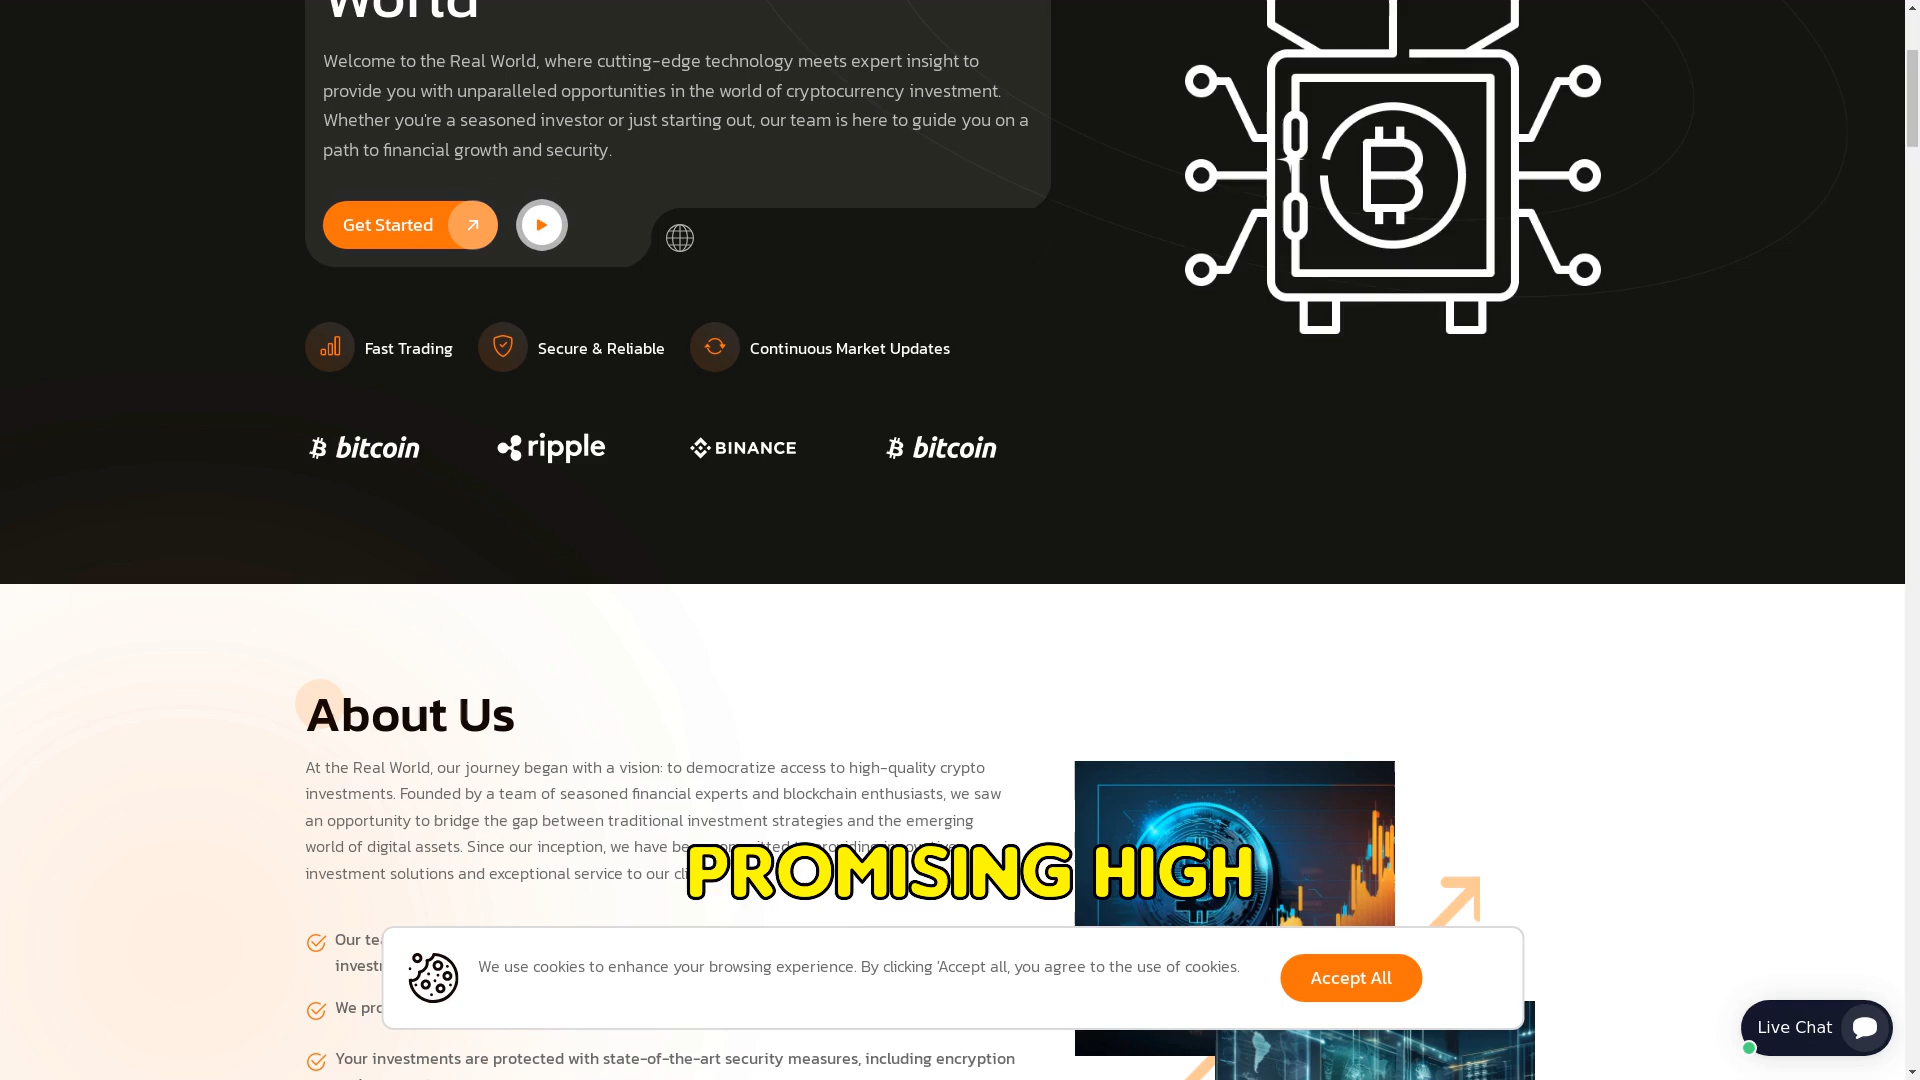 World
Welcome to the Real World, where cutting-edge technology meets expert insight to
provide you with unparalleled opportunities in the world of cryptocurrency investment.
Whether you're a seasoned investor or just starting out, our team is here to guide you on a
path to financial growth and security.
Get Started
Fast Trading
Secure & Reliable
Continuous Market Updates
bitcoin
ripple
BINANCE
bitcoin
About Us
At the Real World, our journey began with a vision: to democratize access to high-quality crypto
investments. Founded by a team of seasoned financial experts and blockchain enthusiasts, we saw
an opportunity to bridge the gap between traditional investment strategies and the emerging
world of digital assets. Since our inception, we have
investment solutions and exceptional service to our
PROMISING HIGH
Our
We
We use cookies to enhance your browsing experience. By clicking 'Accept all, you agree to the use of cookies.
Accept All
Live Chat
Your investments are protected with state-of-the-art security measures, including encryption